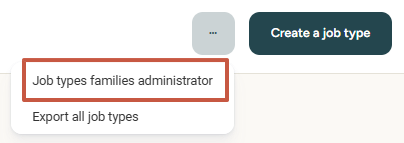 ...
Create a job type
Job types families administrator
Export all job types